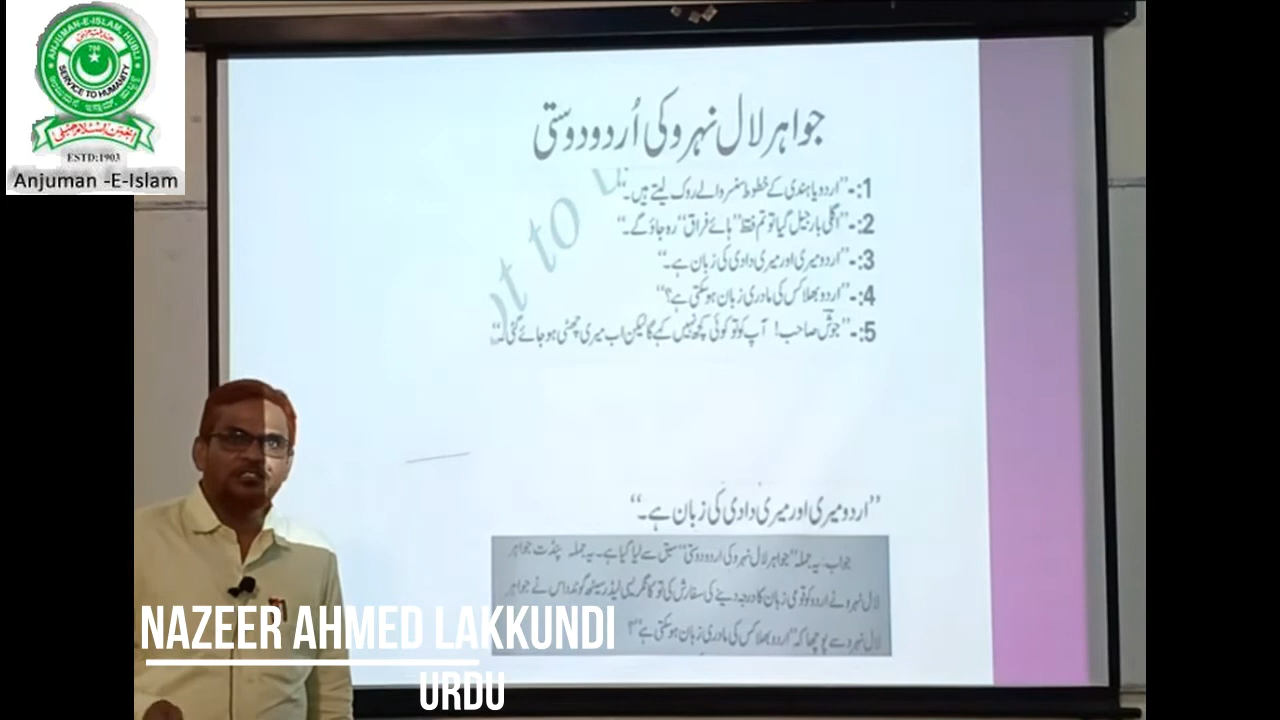 ANJUMAN-E-ISLAM, HUBLI
786
SERVICE TO HUMANITY
ESTD:1903
Anjuman -E-Islam
جواہر لال نہرو کی اُردو دوستی
1:-”اردو یا ہندی کے خطوط سنسر والے روک لیتے ہیں۔“
2:-”اگلی بار جیل گیا تو تم فقط ”ہائے فراق“ رہ جاؤ گے۔“
3:-”اردو میری اور میری دادی کی زبان ہے۔“
4:-”اردو بھلا کس کی مادری زبان ہو سکتی ہے؟“
5:-”جوشؔ صاحب! آپ کو تو کوئی کچھ نہیں کہے گا لیکن اب میری چھٹی ہو جائے گی۔“
”اردو میری اور میری دادی کی زبان ہے۔“
جواب۔ یہ جملہ ”جواہر لال نہرو کی اردو دوستی“ سبق سے لیا گیا ہے۔ یہ جملہ پنڈت جواہر
لال نہرو نے اردو کو قومی زبان کا درجہ دینے کی سفارش کی تو کانگریسی لیڈر سیٹھ گووند داس نے جواہر
لال نہرو سے پوچھا کہ ”اردو بھلا کس کی مادری زبان ہو سکتی ہے“؟
NAZEER AHMED LAKKUNDI
URDU